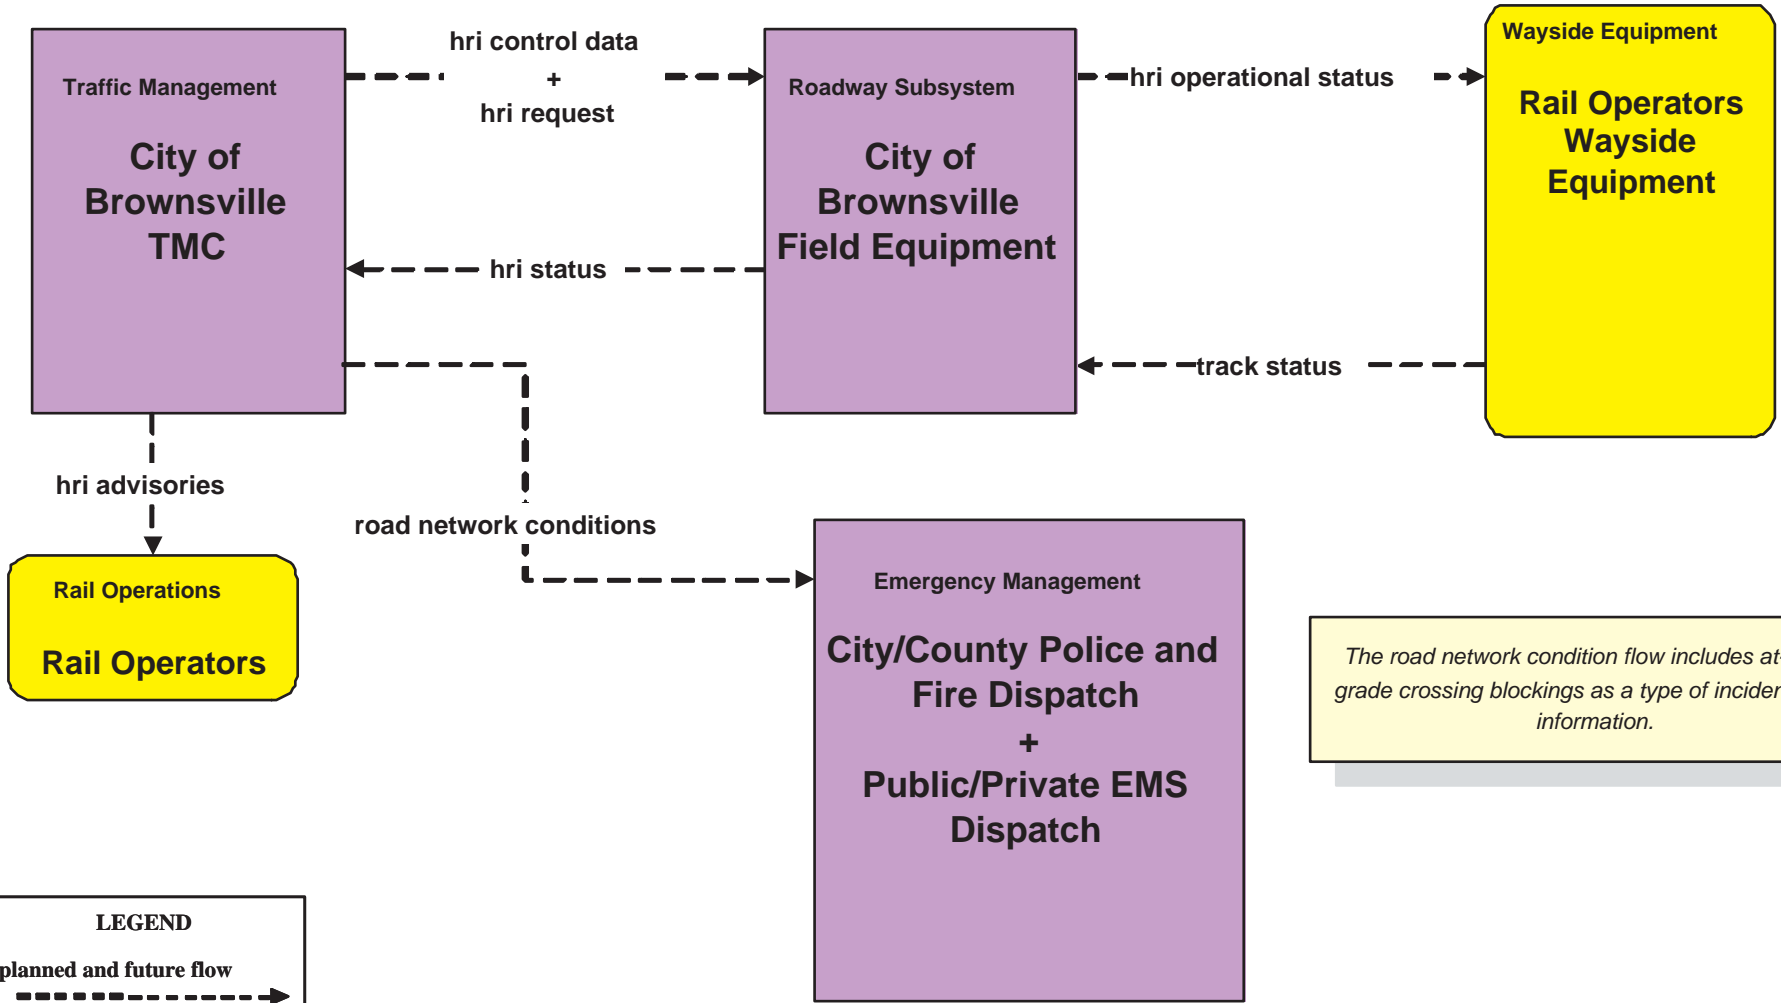 Traffic Management
City of
Brownsville
TMC
hri control data
+
hri request
Roadway Subsystem
City of
Brownsville
Field Equipment
hri operational status
Wayside Equipment
Rail Operators
Wayside
Equipment
hri status
track status
hri advisories
road network conditions
Rail Operations
Rail Operators
Emergency Management
City/County Police and
Fire Dispatch
+
Public/Private EMS
Dispatch
The road network condition flow includes at-
grade crossing blockings as a type of inciden
information.
LEGEND
planned and future flow